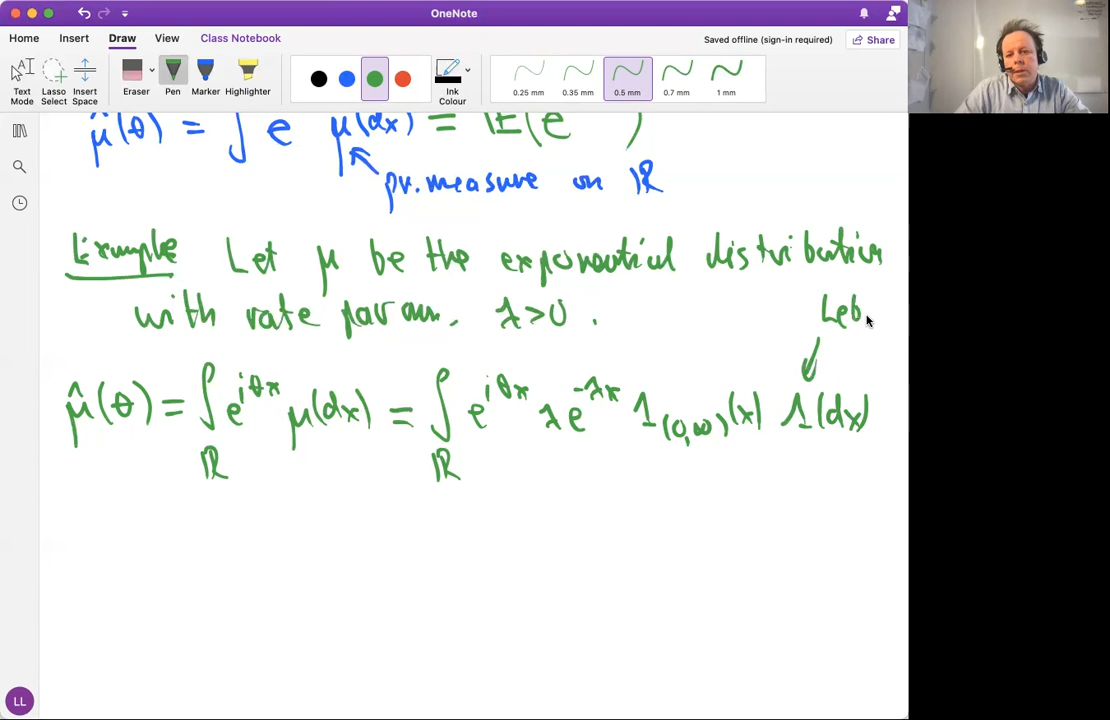 OneNote
Home Insert Draw View Class Notebook
Saved offline (sign-in required) Share
Text Mode
Lasso Select
Insert Space
Eraser
Pen
Marker
Highlighter
Ink Colour
0.25 mm 0.35 mm 0.5 mm 0.7 mm 1 mm
μ̂(θ) = ∫ e μ(dx) = E(e )
pr. measure on ℝ
Example Let μ be the exponential distribution
with rate param. λ>0 .
Leb
μ̂(θ) = ∫_ℝ e^{iθx} μ(dx) = ∫_ℝ e^{iθx} λe^{-λx} 1_{(0,∞)}(x) Λ(dx)
LL